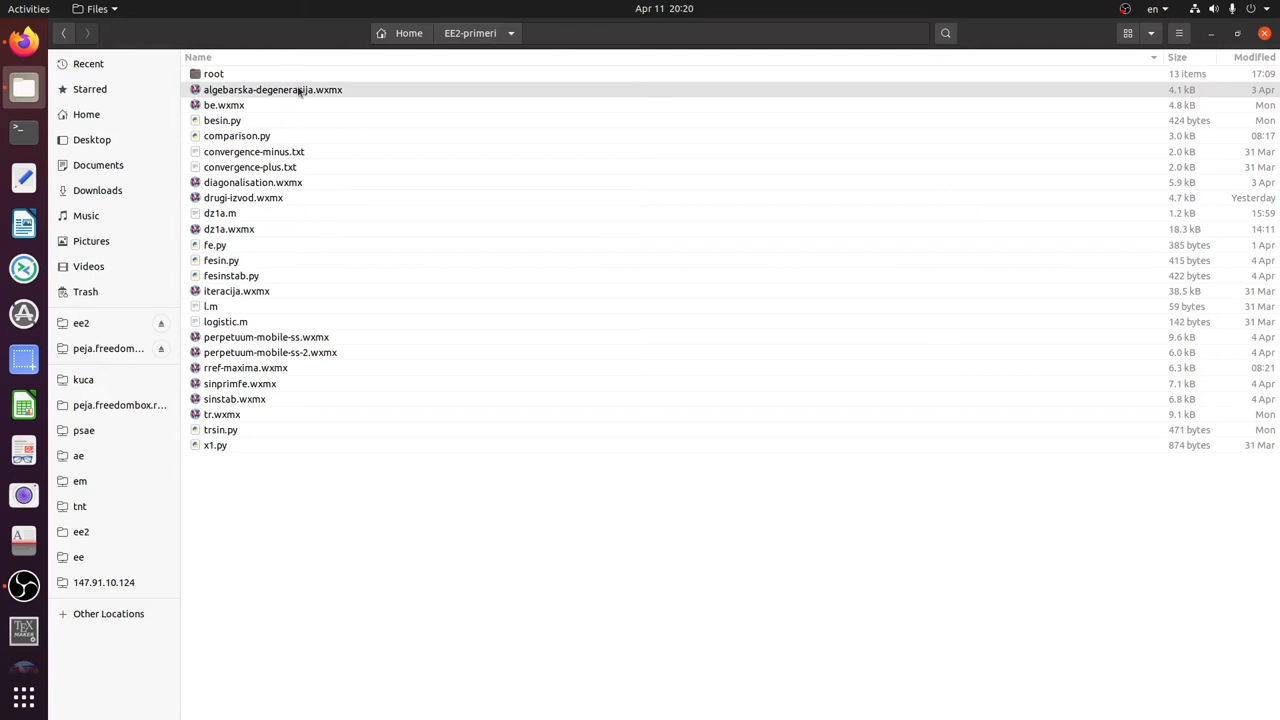 Activities Files Apr 11 20:20 en
Home EE2-primeri
Name Size Modified
Recent
Starred
Home
Desktop
Documents
Downloads
Music
Pictures
Videos
Trash
ee2
peja.freedom...
kuca
peja.freedombox.r...
psae
ae
em
tnt
ee2
ee
147.91.10.124
Other Locations
root 13 items 17:09
algebarska-degeneracija.wxmx 4.1 kB 3 Apr
be.wxmx 4.8 kB Mon
besin.py 424 bytes Mon
comparison.py 3.0 kB 08:17
convergence-minus.txt 2.0 kB 31 Mar
convergence-plus.txt 2.0 kB 31 Mar
diagonalisation.wxmx 5.9 kB 3 Apr
drugi-izvod.wxmx 4.7 kB Yesterday
dz1a.m 1.2 kB 15:59
dz1a.wxmx 18.3 kB 14:11
fe.py 385 bytes 1 Apr
fesin.py 415 bytes 4 Apr
fesinstab.py 422 bytes 4 Apr
iteracija.wxmx 38.5 kB 31 Mar
l.m 59 bytes 31 Mar
logistic.m 142 bytes 31 Mar
perpetuum-mobile-ss.wxmx 9.6 kB 4 Apr
perpetuum-mobile-ss-2.wxmx 6.0 kB 4 Apr
rref-maxima.wxmx 6.3 kB 08:21
sinprimfe.wxmx 7.1 kB 4 Apr
sinstab.wxmx 6.8 kB 4 Apr
tr.wxmx 9.1 kB Mon
trsin.py 471 bytes Mon
x1.py 874 bytes 31 Mar
A
TEX
MAKER